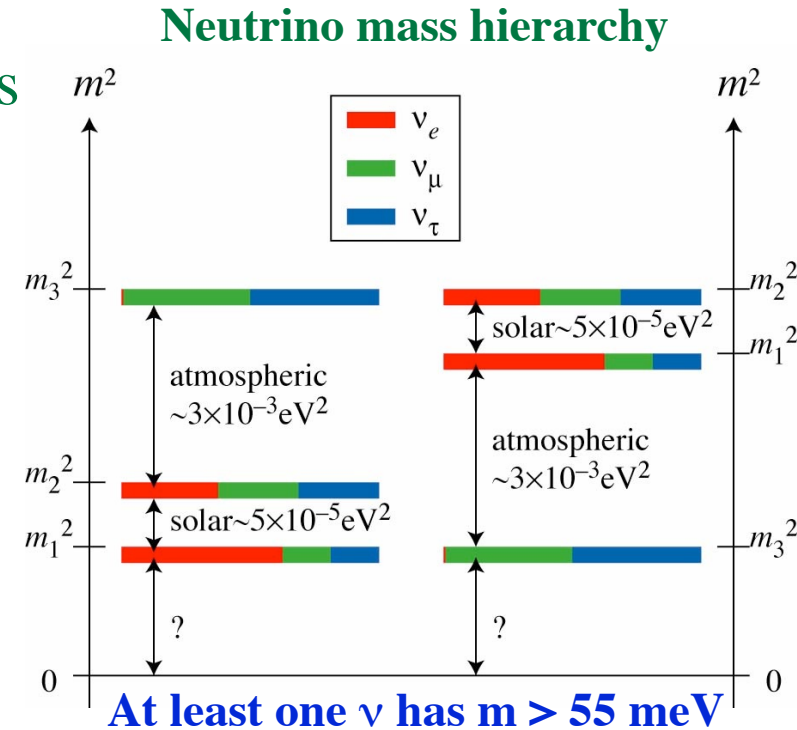 Neutrino mass hierarchy
s
m²
m²
νe
νμ
ντ
m₃²
m₂²
solar~5×10⁻⁵eV²
m₁²
atmospheric
~3×10⁻³eV²
atmospheric
~3×10⁻³eV²
m₂²
solar~5×10⁻⁵eV²
m₁²
m₃²
?
?
0
0
At least one ν has m > 55 meV